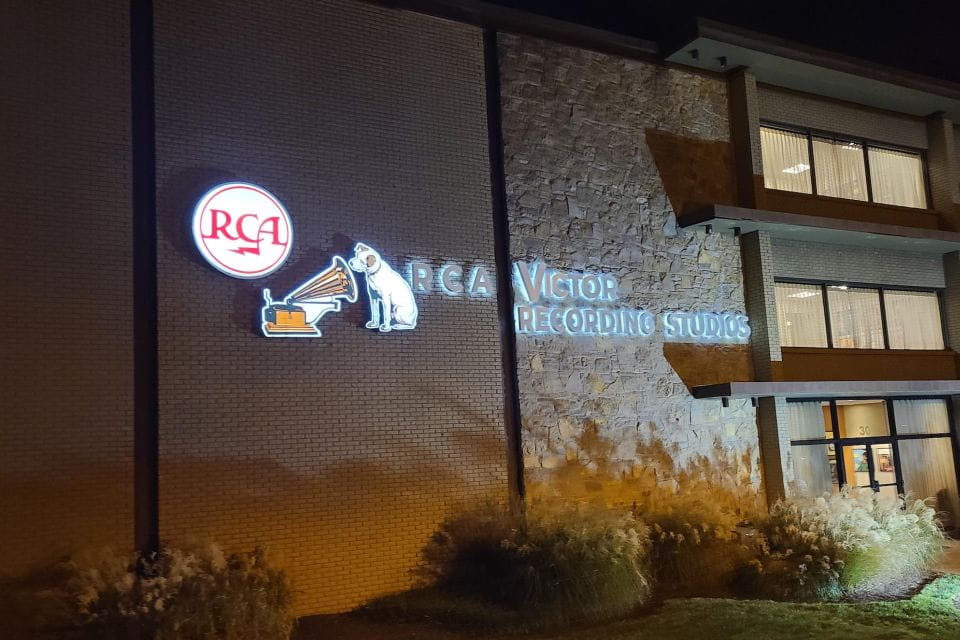 RCA
RCA VICTOR
RECORDING STUDIOS
30